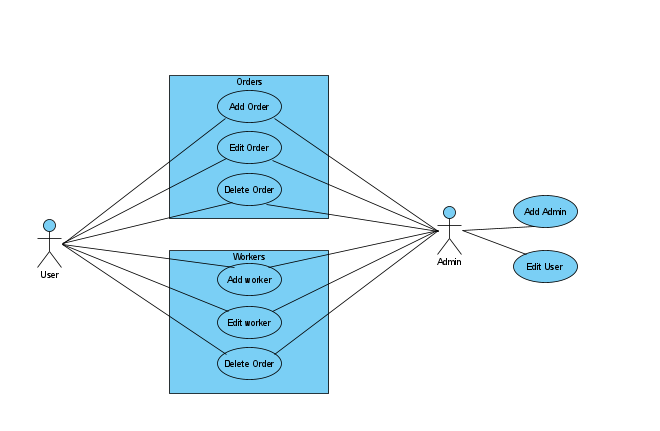 Orders
Add Order
Edit Order
Delete Order
Add Admin
User
Admin
Workers
Edit User
Add worker
Edit worker
Delete Order